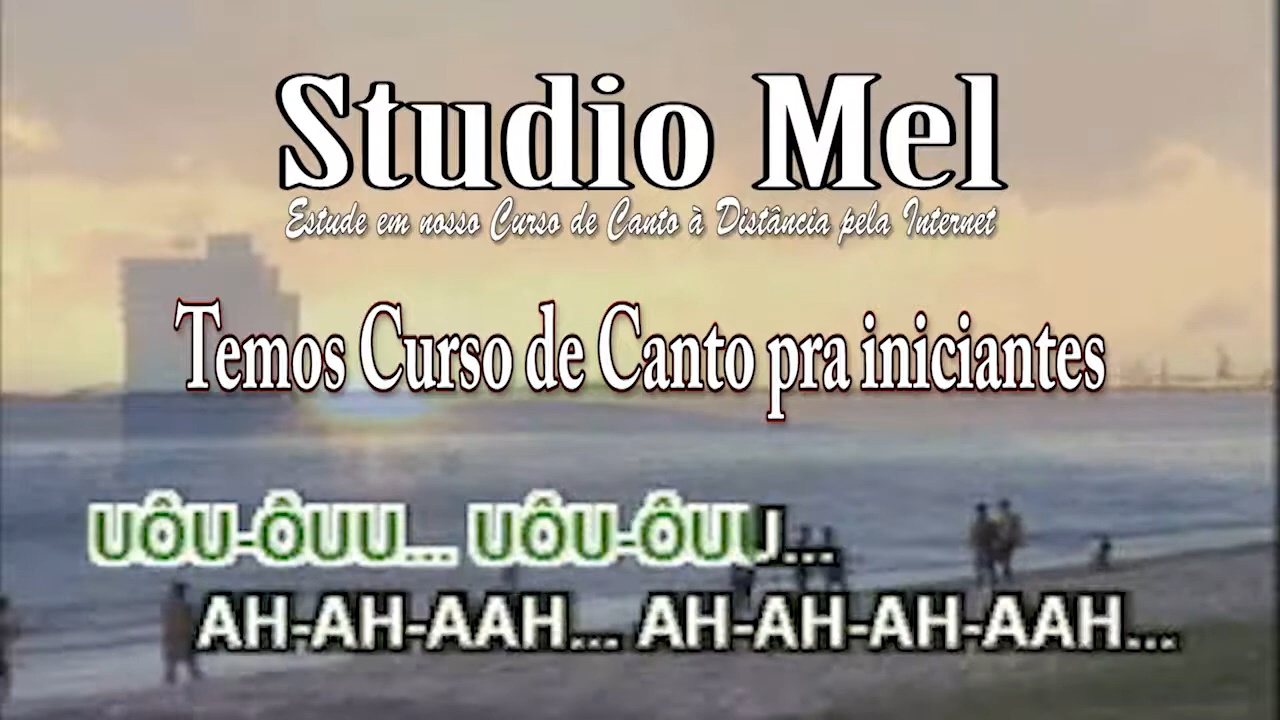 Studio Mel
Estude em nosso Curso de Canto à Distância pela Internet
Temos Curso de Canto pra iniciantes
UÔU-ÔUU... UÔU-ÔUU...
AH-AH-AAH... AH-AH-AH-AAH...